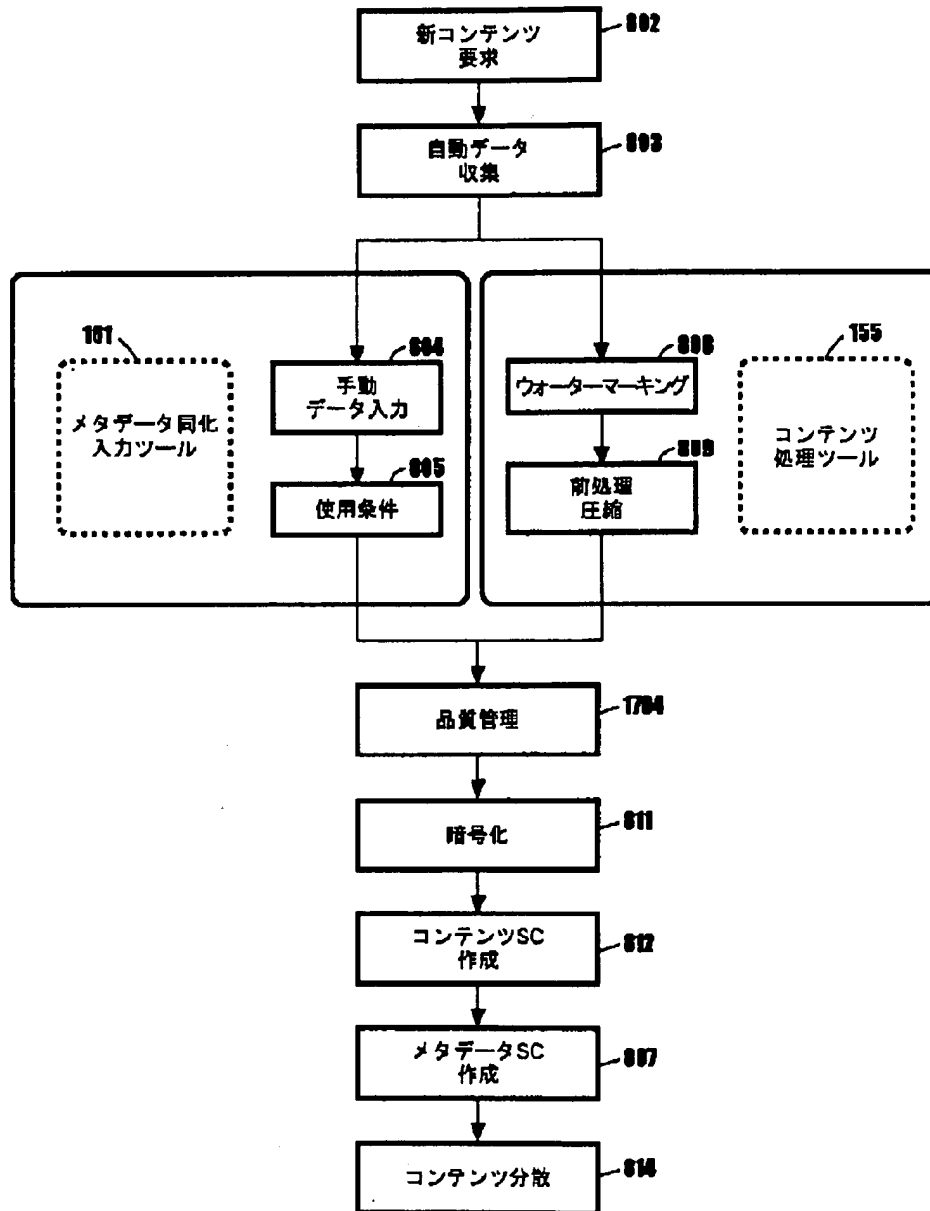 新コンテンツ
要求
802
自動データ
収集
803
161
メタデータ同化
入力ツール
804
手動
データ入力
805
使用条件
808
ウォーターマーキング
809
前処理
圧縮
155
コンテンツ
処理ツール
品質管理
1704
暗号化
811
コンテンツSC
作成
812
メタデータSC
作成
807
コンテンツ分散
814